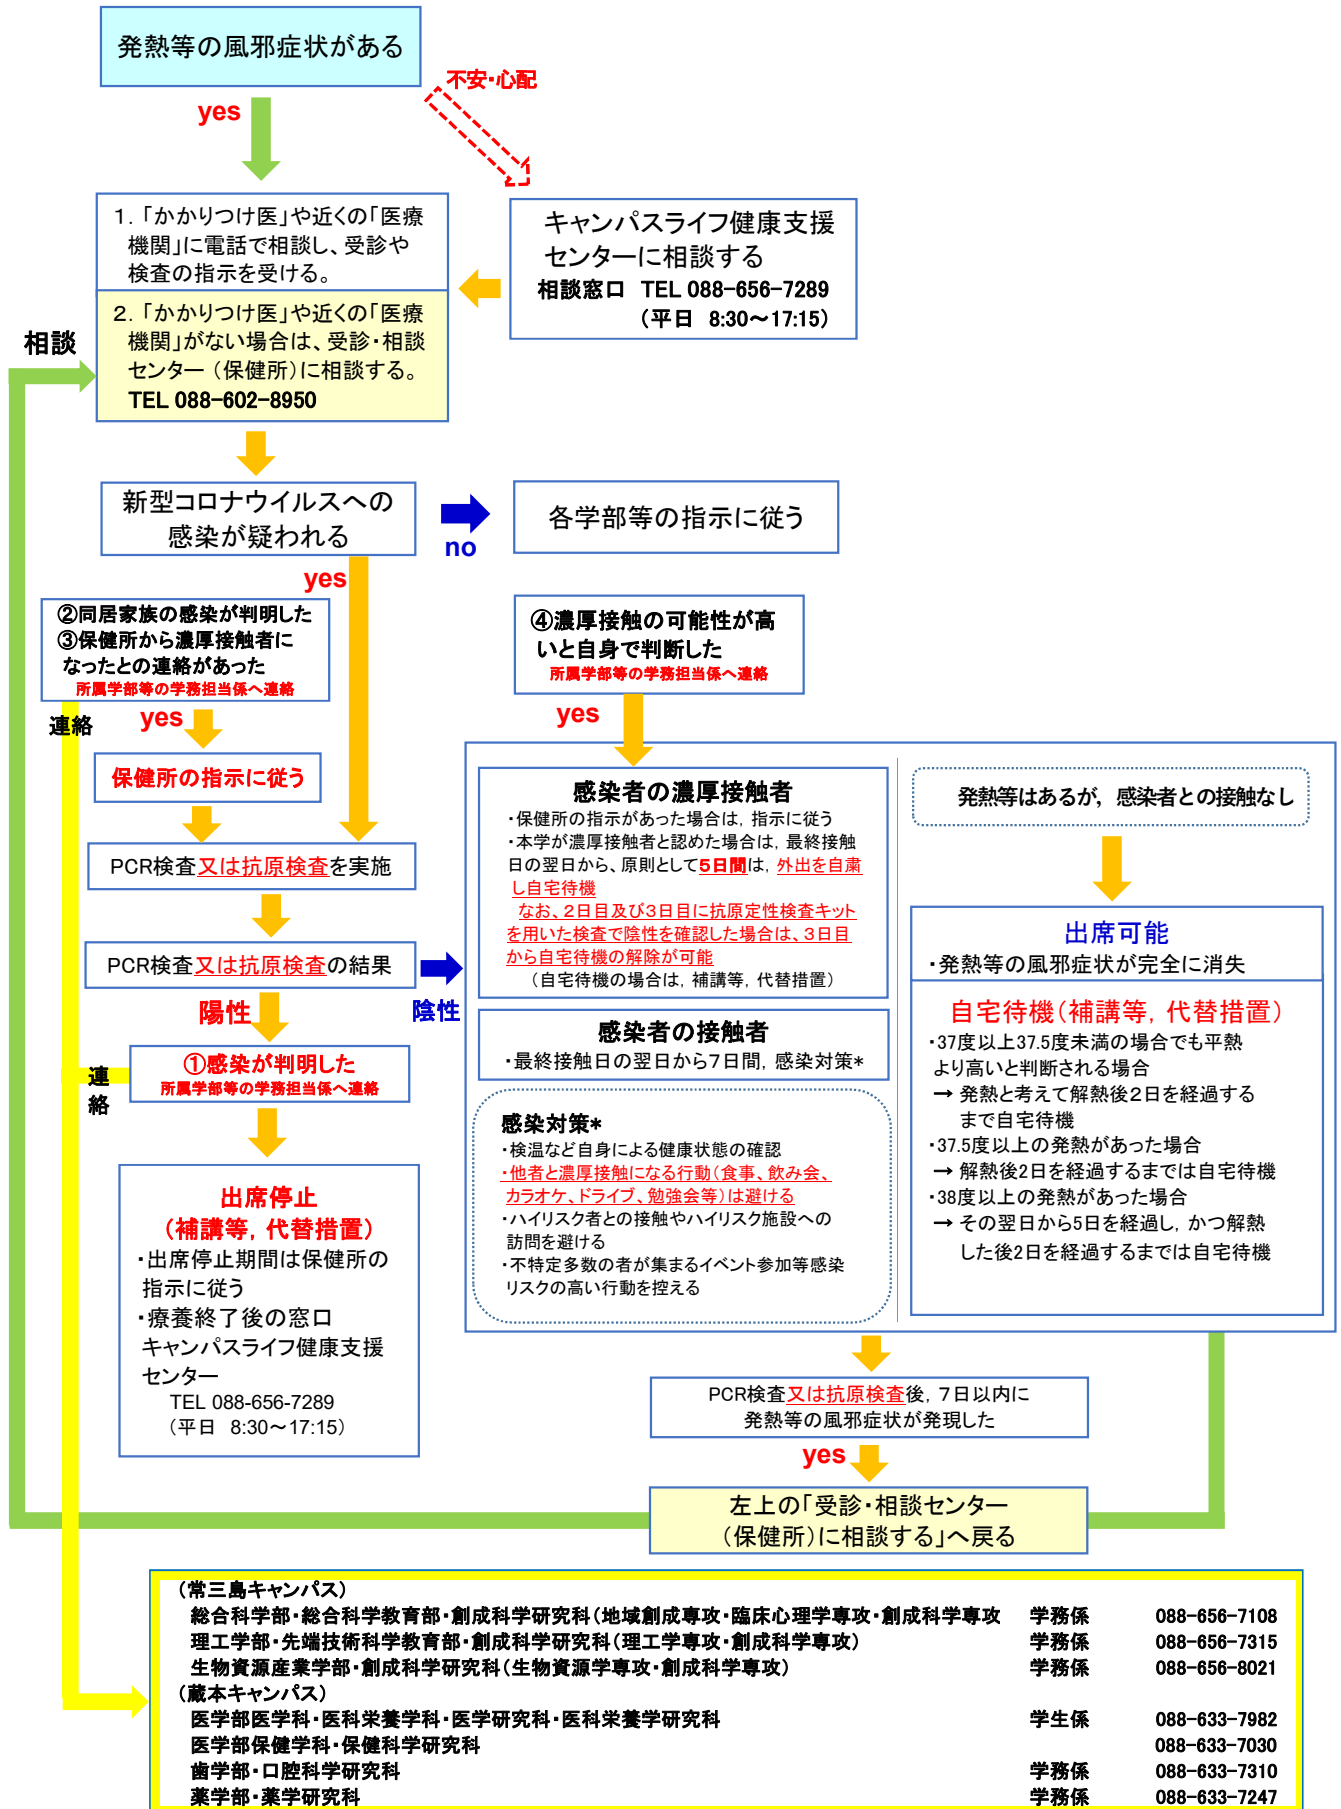 発熱等の風邪症状がある
不安・心配
yes
1.「かかりつけ医」や近くの「医療
機関」に電話で相談し、受診や
検査の指示を受ける。
2.「かかりつけ医」や近くの「医療
機関」がない場合は、受診・相談
センター（保健所）に相談する。
TEL 088-602-8950
キャンパスライフ健康支援
センターに相談する
相談窓口 TEL 088-656-7289
（平日 8:30～17:15）
相談
新型コロナウイルスへの
感染が疑われる
no
各学部等の指示に従う
yes
②同居家族の感染が判明した
③保健所から濃厚接触者に
なったとの連絡があった
所属学部等の学務担当係へ連絡
④濃厚接触の可能性が高
いと自身で判断した
所属学部等の学務担当係へ連絡
連絡
yes
yes
保健所の指示に従う
PCR検査又は抗原検査を実施
PCR検査又は抗原検査の結果
陽性
陰性
連
絡
①感染が判明した
所属学部等の学務担当係へ連絡
出席停止
（補講等，代替措置）
・出席停止期間は保健所の
指示に従う
・療養終了後の窓口
キャンパスライフ健康支援
センター
TEL 088-656-7289
（平日 8:30～17:15）
感染者の濃厚接触者
・保健所の指示があった場合は，指示に従う
・本学が濃厚接触者と認めた場合は，最終接触
日の翌日から、原則として5日間は，外出を自粛
し自宅待機
なお、2日目及び3日目に抗原定性検査キット
を用いた検査で陰性を確認した場合は、3日目
から自宅待機の解除が可能
（自宅待機の場合は，補講等，代替措置）
感染者の接触者
・最終接触日の翌日から7日間，感染対策*
感染対策*
・検温など自身による健康状態の確認
・他者と濃厚接触になる行動（食事、飲み会、
カラオケ、ドライブ、勉強会等）は避ける
・ハイリスク者との接触やハイリスク施設への
訪問を避ける
・不特定多数の者が集まるイベント参加等感染
リスクの高い行動を控える
発熱等はあるが，感染者との接触なし
出席可能
・発熱等の風邪症状が完全に消失
自宅待機（補講等，代替措置）
・37度以上37.5度未満の場合でも平熱
より高いと判断される場合
→ 発熱と考えて解熱後2日を経過する
まで自宅待機
・37.5度以上の発熱があった場合
→ 解熱後2日を経過するまでは自宅待機
・38度以上の発熱があった場合
→ その翌日から5日を経過し，かつ解熱
した後2日を経過するまでは自宅待機
PCR検査又は抗原検査後，7日以内に
発熱等の風邪症状が発現した
yes
左上の「受診・相談センター
（保健所）に相談する」へ戻る
（常三島キャンパス）
総合科学部・総合科学教育部・創成科学研究科（地域創成専攻・臨床心理学専攻・創成科学専攻 学務係 088-656-7108
理工学部・先端技術科学教育部・創成科学研究科（理工学専攻・創成科学専攻） 学務係 088-656-7315
生物資源産業学部・創成科学研究科（生物資源学専攻・創成科学専攻） 学務係 088-656-8021
（蔵本キャンパス）
医学部医学科・医科栄養学科・医学研究科・医科栄養学研究科 学生係 088-633-7982
医学部保健学科・保健科学研究科 088-633-7030
歯学部・口腔科学研究科 学務係 088-633-7310
薬学部・薬学研究科 学務係 088-633-7247